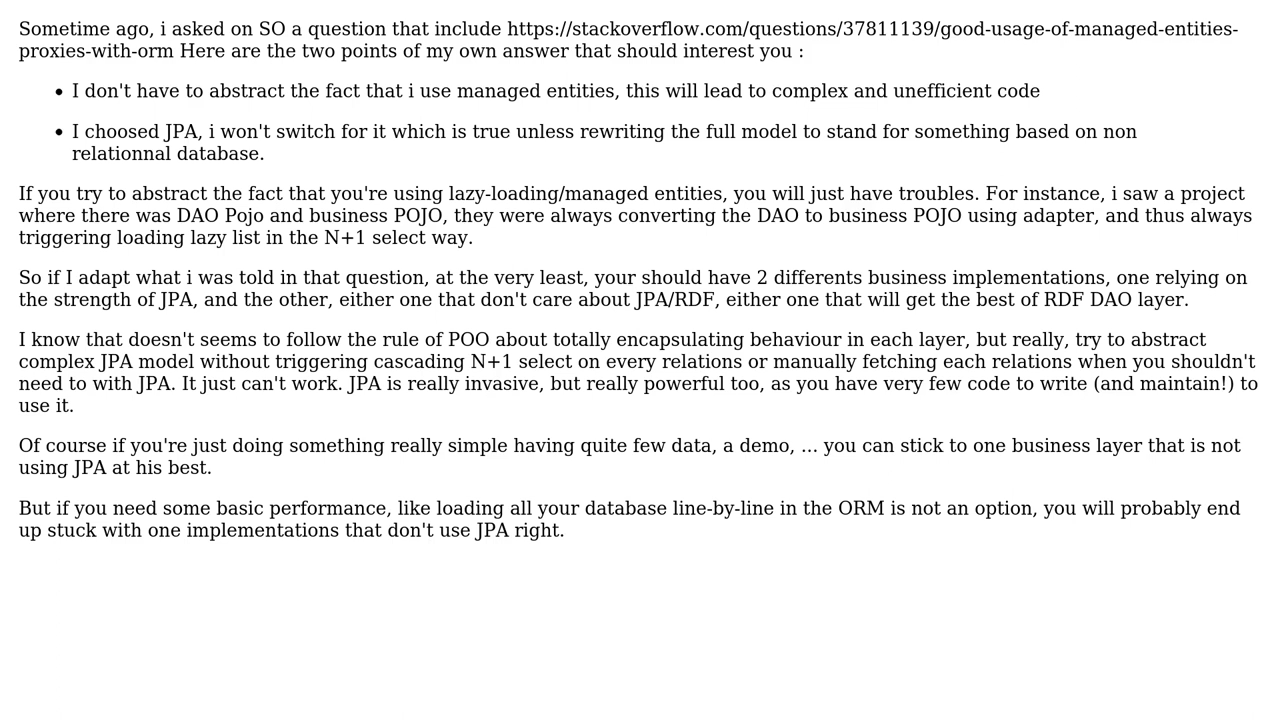 Sometime ago, i asked on SO a question that include https://stackoverflow.com/questions/37811139/good-usage-of-managed-entities-
proxies-with-orm Here are the two points of my own answer that should interest you :
• I don't have to abstract the fact that i use managed entities, this will lead to complex and unefficient code
• I choosed JPA, i won't switch for it which is true unless rewriting the full model to stand for something based on non
relationnal database.
If you try to abstract the fact that you're using lazy-loading/managed entities, you will just have troubles. For instance, i saw a project
where there was DAO Pojo and business POJO, they were always converting the DAO to business POJO using adapter, and thus always
triggering loading lazy list in the N+1 select way.
So if I adapt what i was told in that question, at the very least, your should have 2 differents business implementations, one relying on
the strength of JPA, and the other, either one that don't care about JPA/RDF, either one that will get the best of RDF DAO layer.
I know that doesn't seems to follow the rule of POO about totally encapsulating behaviour in each layer, but really, try to abstract
complex JPA model without triggering cascading N+1 select on every relations or manually fetching each relations when you shouldn't
need to with JPA. It just can't work. JPA is really invasive, but really powerful too, as you have very few code to write (and maintain!) to
use it.
Of course if you're just doing something really simple having quite few data, a demo, ... you can stick to one business layer that is not
using JPA at his best.
But if you need some basic performance, like loading all your database line-by-line in the ORM is not an option, you will probably end
up stuck with one implementations that don't use JPA right.